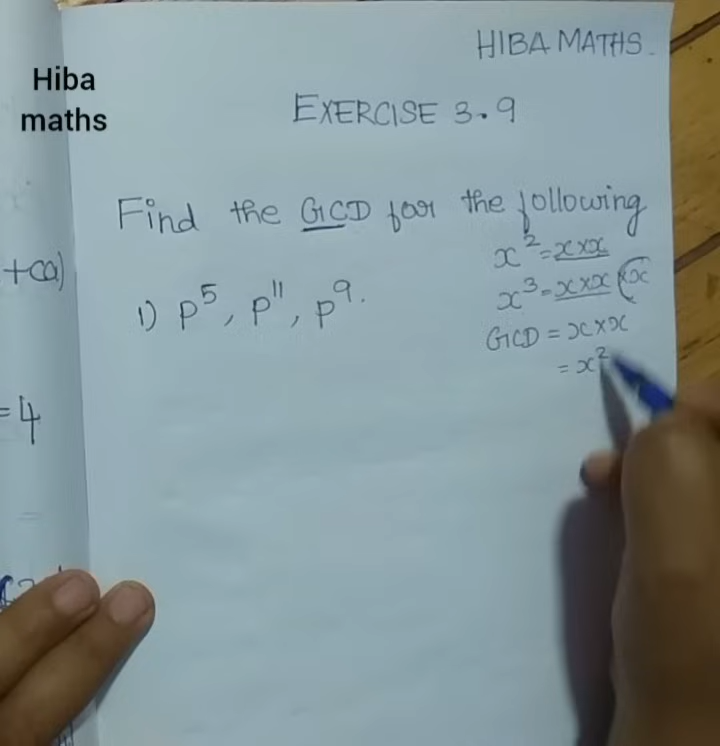 HIBA MATHS.
Hiba
maths
EXERCISE 3.9
Find the GCD for the following
x² = x×x
x³ = x×x(×x
GCD = x×x
= x²
1) p⁵, p¹¹, p⁹.
+ca)
=4